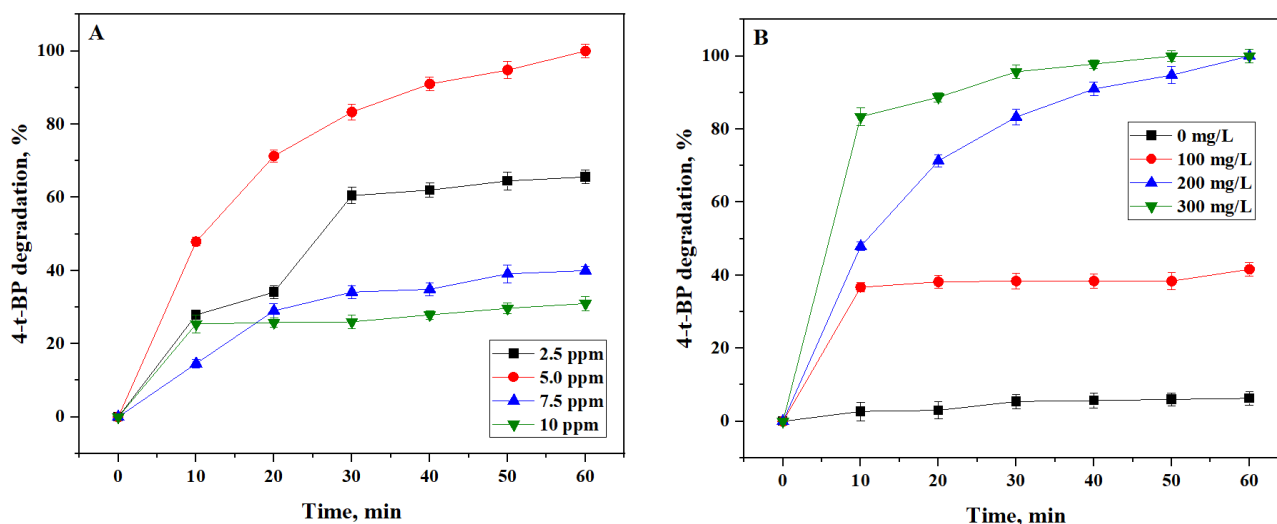 A
4-t-BP degradation, %
100
80
60
40
20
0
0 10 20 30 40 50 60
Time, min
2.5 ppm
5.0 ppm
7.5 ppm
10 ppm
B
4-t-BP degradation, %
100
80
60
40
20
0
0 10 20 30 40 50 60
Time, min
0 mg/L
100 mg/L
200 mg/L
300 mg/L